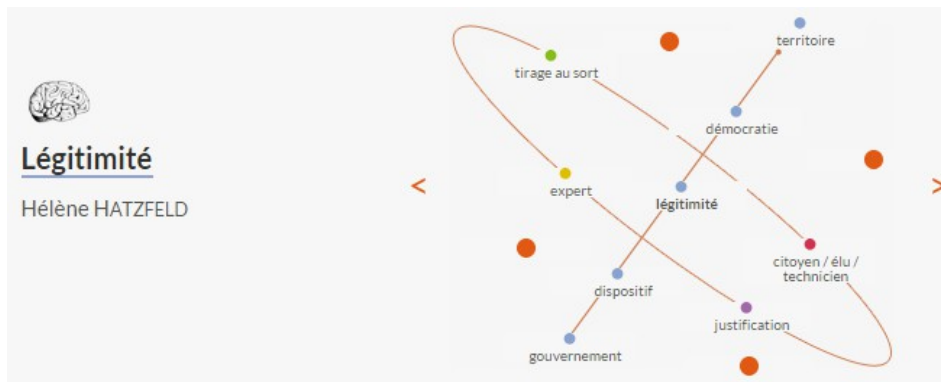 Légitimité
Hélène HATZFELD
territoire
tirage au sort
démocratie
expert
légitimité
<
>
citoyen / élu /
technicien
dispositif
justification
gouvernement